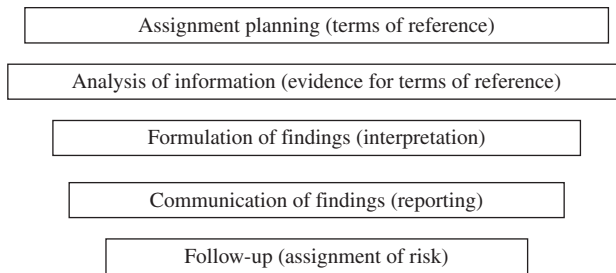 Assignment planning (terms of reference)
Analysis of information (evidence for terms of reference)
Formulation of findings (interpretation)
Communication of findings (reporting)
Follow-up (assignment of risk)